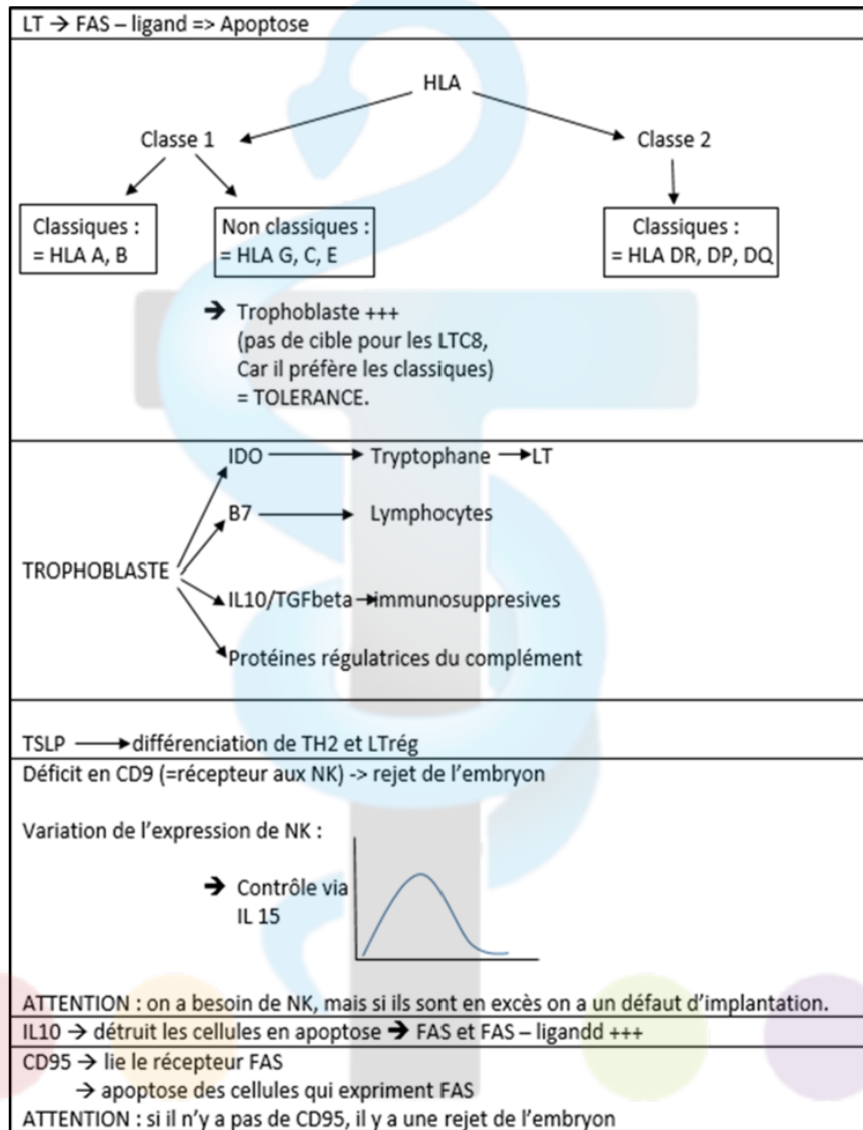 LT → FAS – ligand => Apoptose
HLA
Classe 1
Classe 2
Classiques :
= HLA A, B
Non classiques :
= HLA G, C, E
Classiques :
= HLA DR, DP, DQ
➔ Trophoblaste +++
(pas de cible pour les LTC8,
Car il préfère les classiques)
= TOLERANCE.
IDO → Tryptophane → LT
B7 → Lymphocytes
TROPHOBLASTE
IL10/TGFbeta → immunosuppresives
Protéines régulatrices du complément
TSLP → différenciation de TH2 et LTrég
Déficit en CD9 (=récepteur aux NK) -> rejet de l’embryon
Variation de l’expression de NK :
➔ Contrôle via
IL 15
ATTENTION : on a besoin de NK, mais si ils sont en excès on a un défaut d’implantation.
IL10 → détruit les cellules en apoptose ➔ FAS et FAS – ligandd +++
CD95 → lie le récepteur FAS
→ apoptose des cellules qui expriment FAS
ATTENTION : si il n’y a pas de CD95, il y a une rejet de l’embryon